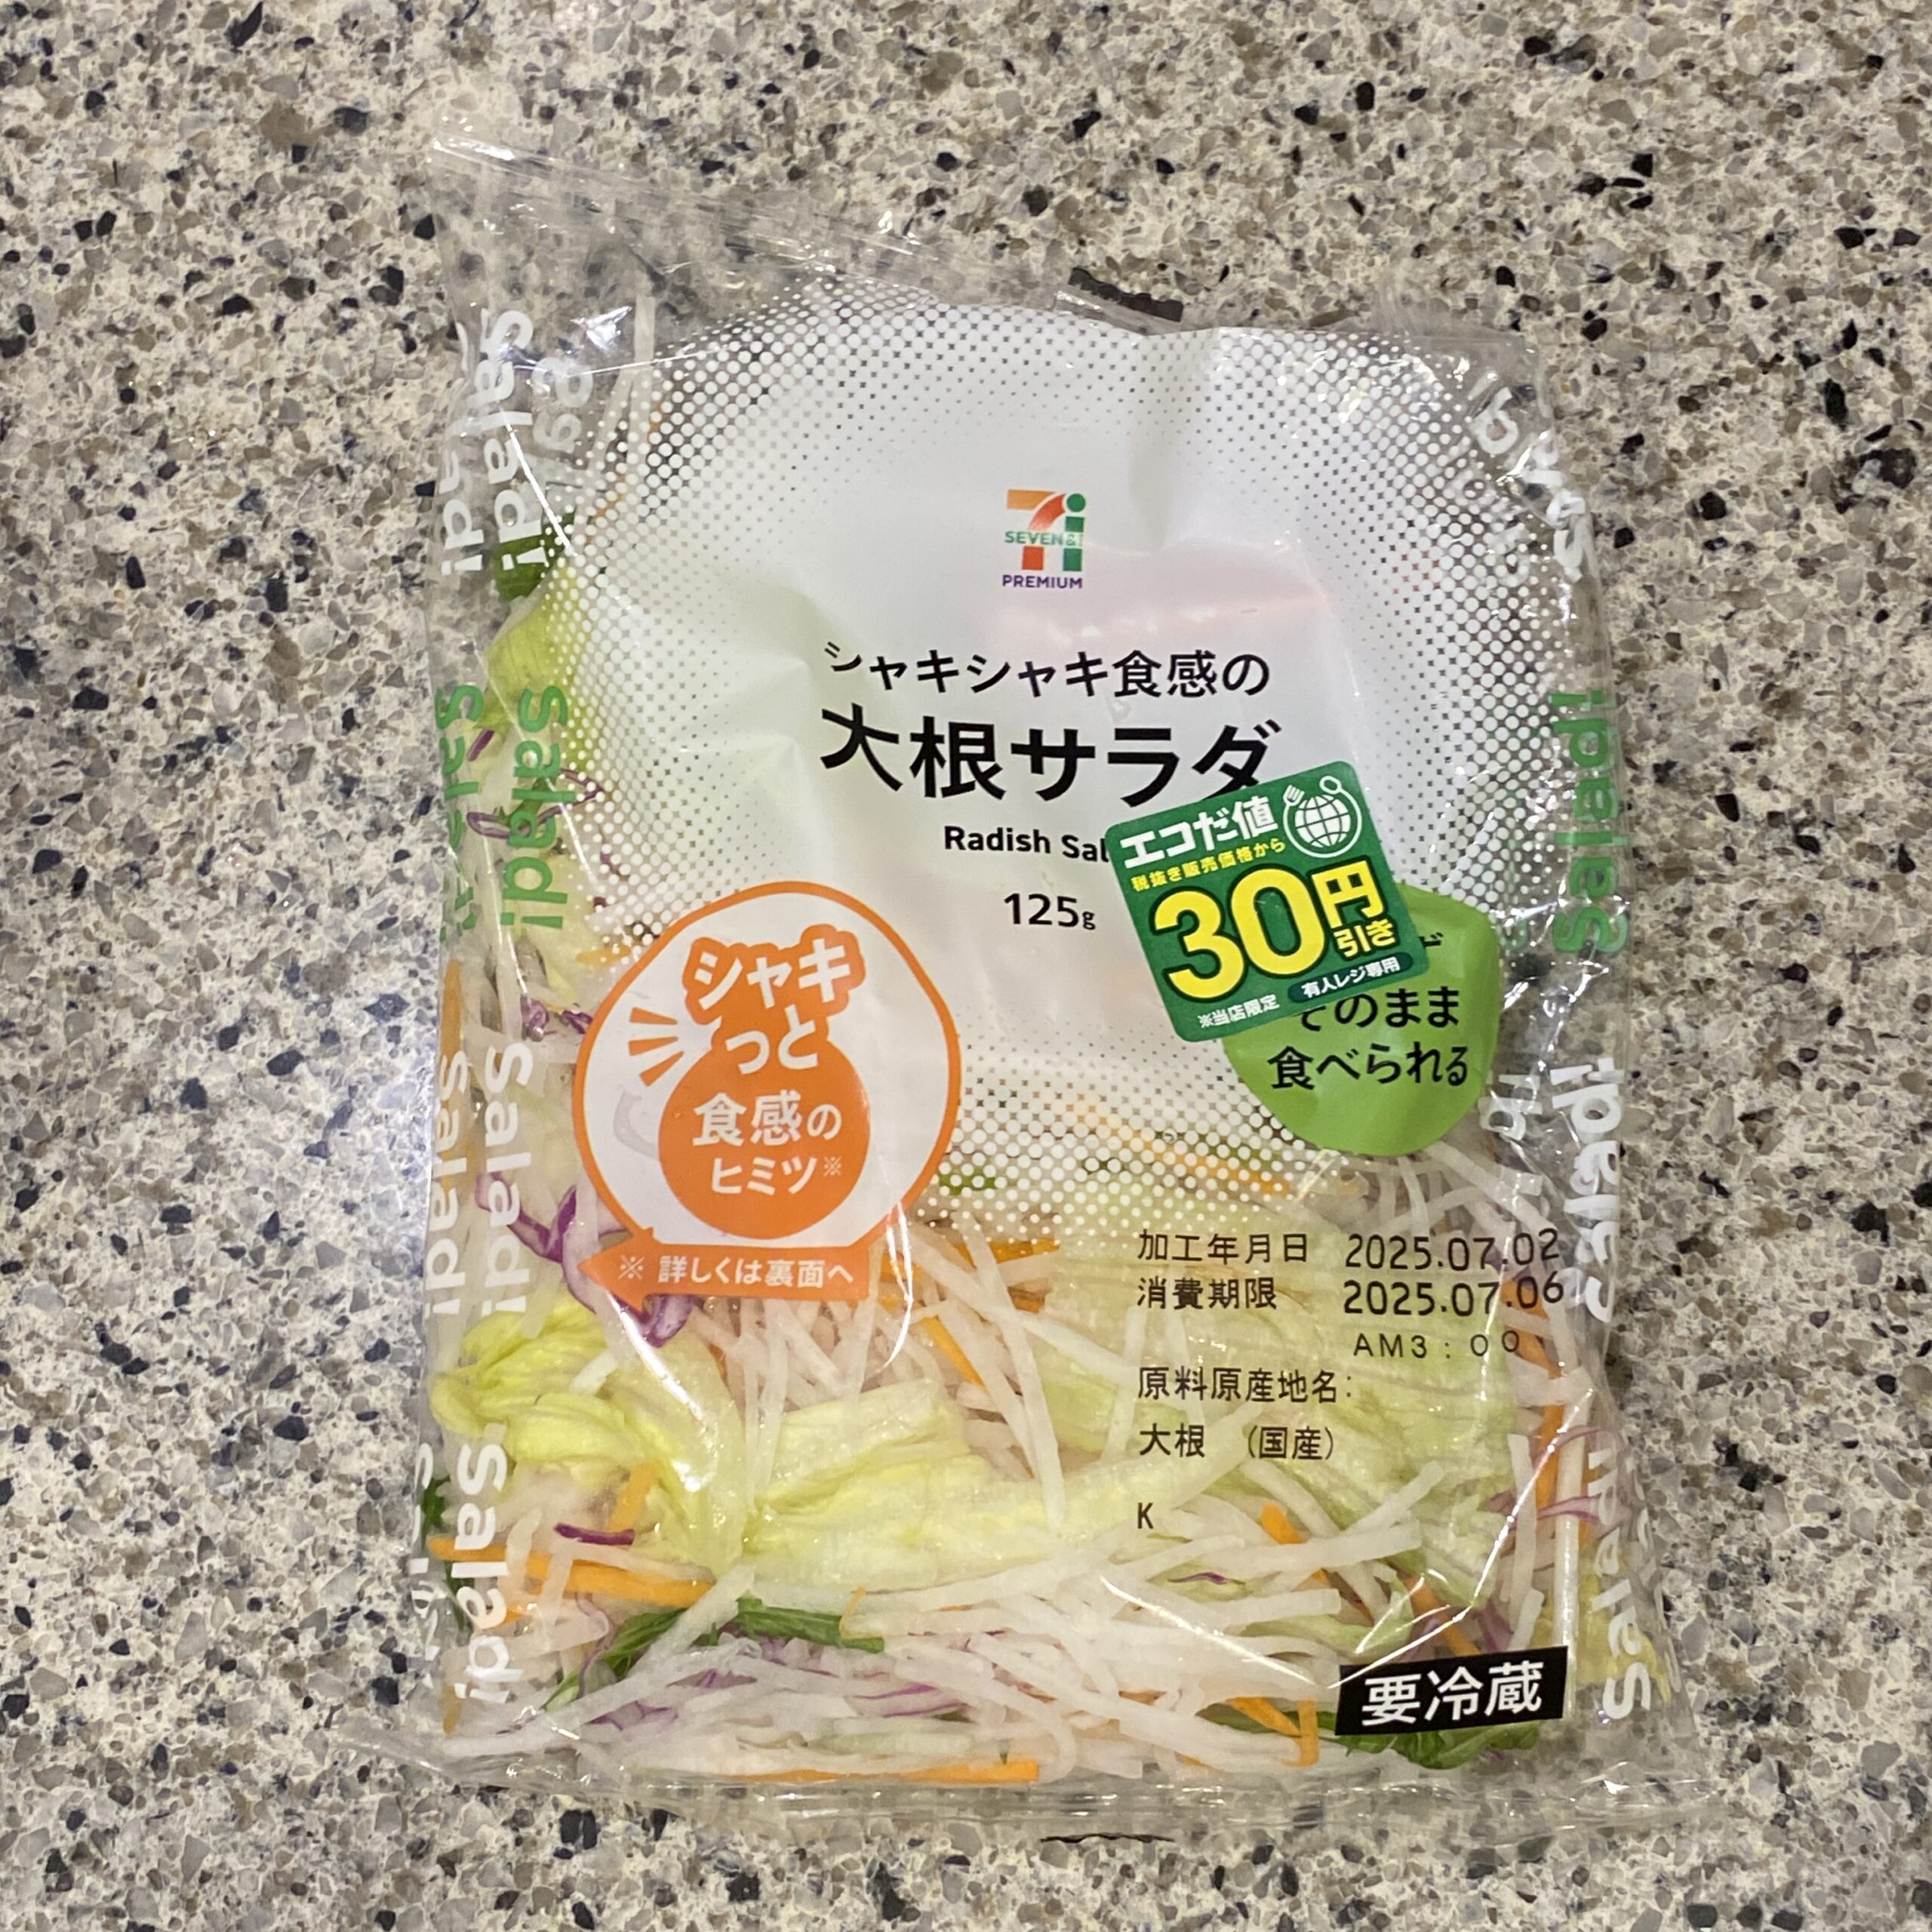 SEVEN&i
PREMIUM
シャキシャキ食感の
大根サラダ
Radish
125g
エコだ値
税抜き販売価格から
30円
引き
※当店限定
有人レジ専用
そのまま
食べられる
シャキ
っと
食感の
ヒミツ※
※ 詳しくは裏面へ
加工年月日 2025.07.02
消費期限 2025.07.06
AM3:00
原料原産地名:
大根 (国産)
K
要冷蔵
Salad!
Salad!
Salad!
Salad!
Salad!
Salad!
Salad!